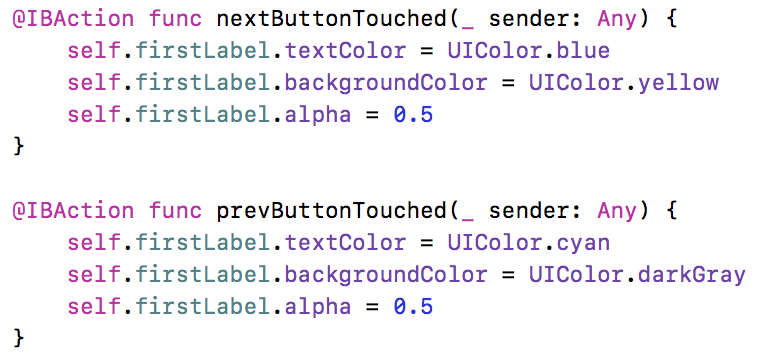 @IBAction func nextButtonTouched(_ sender: Any) {
    self.firstLabel.textColor = UIColor.blue
    self.firstLabel.backgroundColor = UIColor.yellow
    self.firstLabel.alpha = 0.5
}

@IBAction func prevButtonTouched(_ sender: Any) {
    self.firstLabel.textColor = UIColor.cyan
    self.firstLabel.backgroundColor = UIColor.darkGray
    self.firstLabel.alpha = 0.5
}